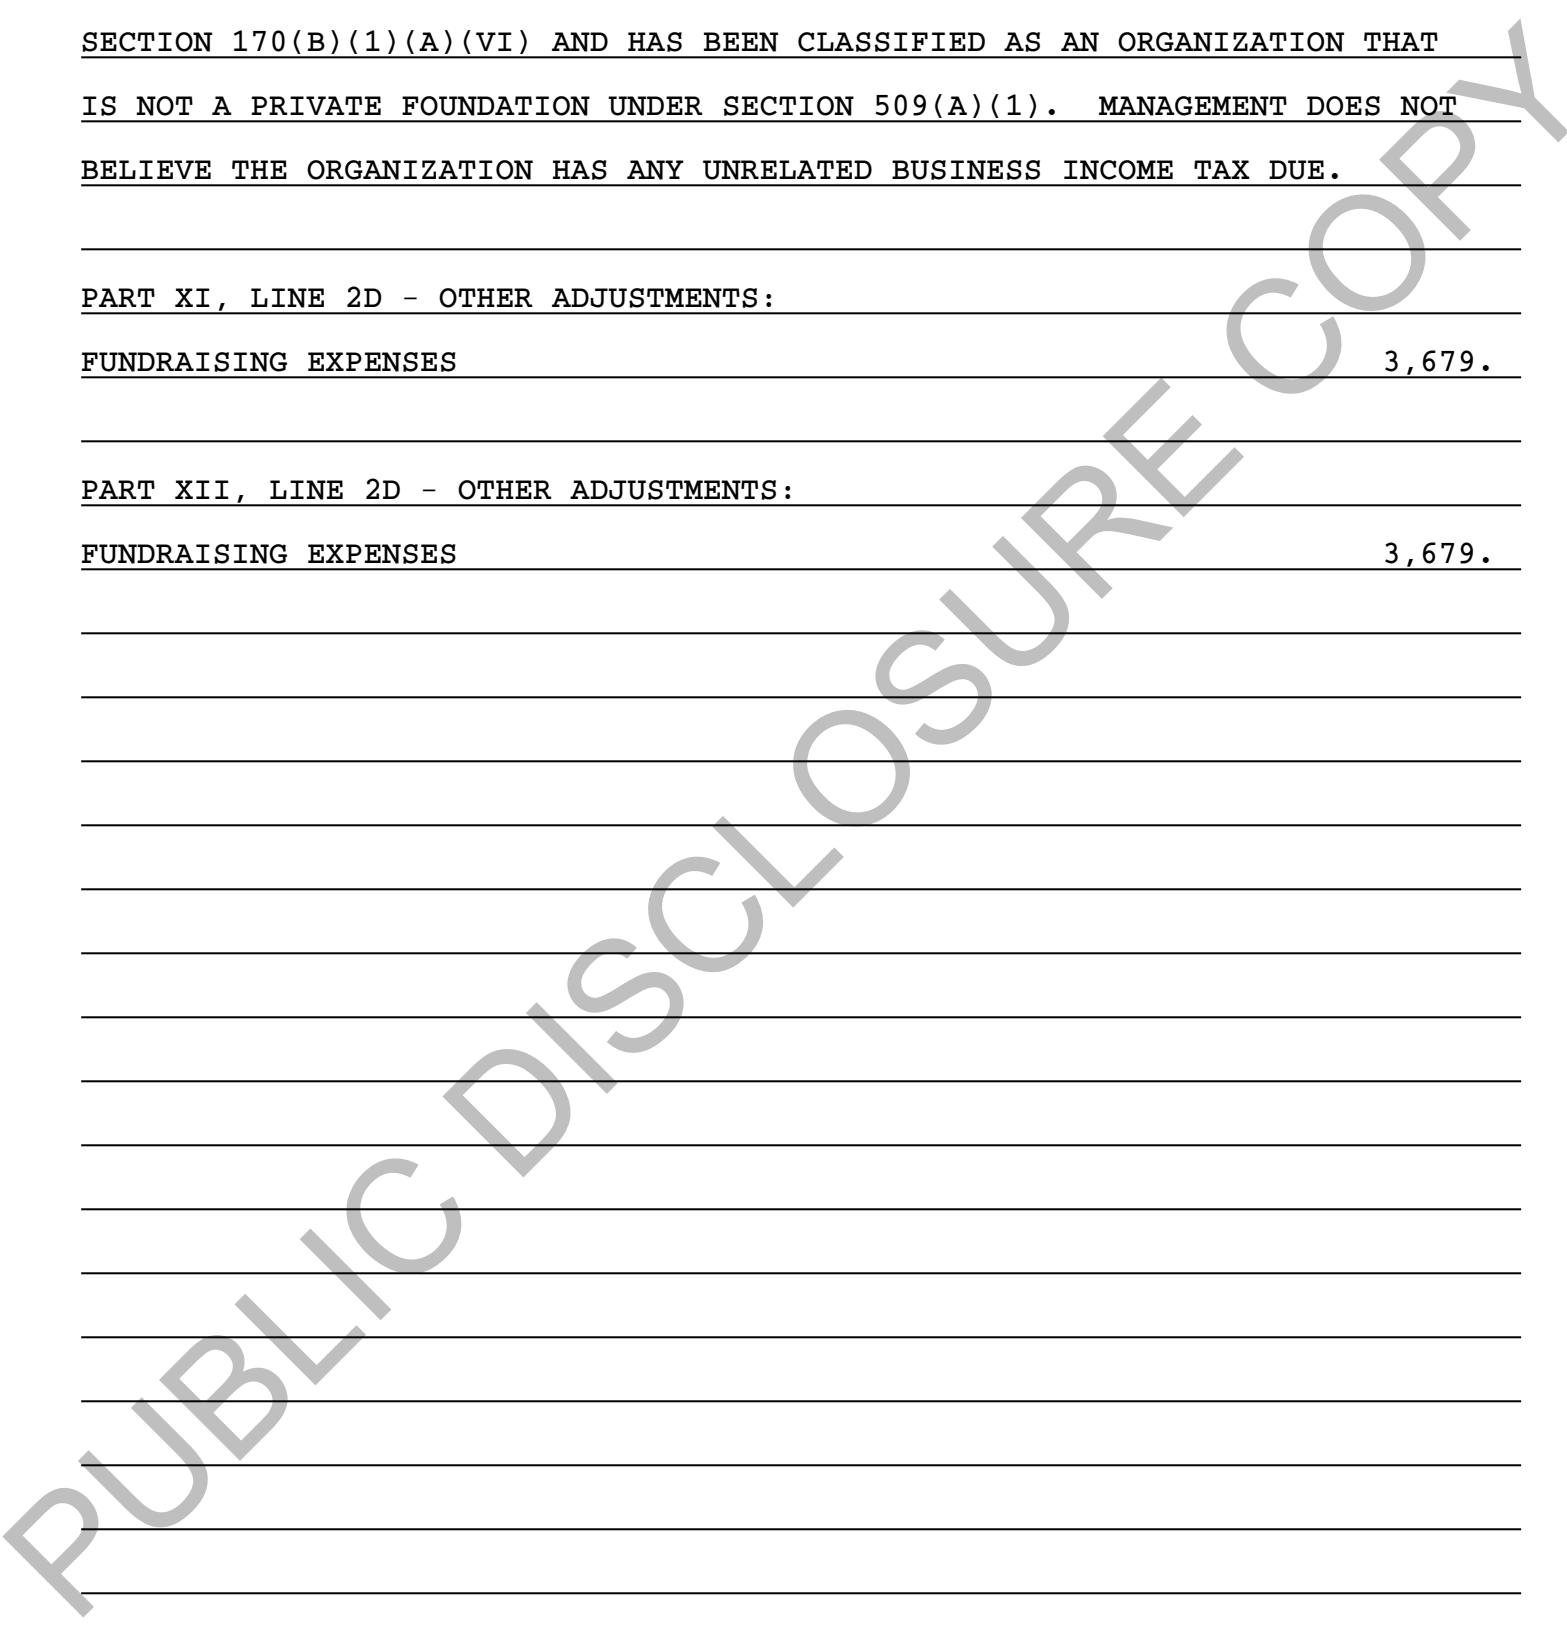 SECTION 170(B)(1)(A)(VI) AND HAS BEEN CLASSIFIED AS AN ORGANIZATION THAT
IS NOT A PRIVATE FOUNDATION UNDER SECTION 509(A)(1).  MANAGEMENT DOES NOT
BELIEVE THE ORGANIZATION HAS ANY UNRELATED BUSINESS INCOME TAX DUE.
PART XI, LINE 2D - OTHER ADJUSTMENTS:
FUNDRAISING EXPENSES 3,679.
PART XII, LINE 2D - OTHER ADJUSTMENTS:
FUNDRAISING EXPENSES 3,679.
PUBLIC DISCLOSURE COPY